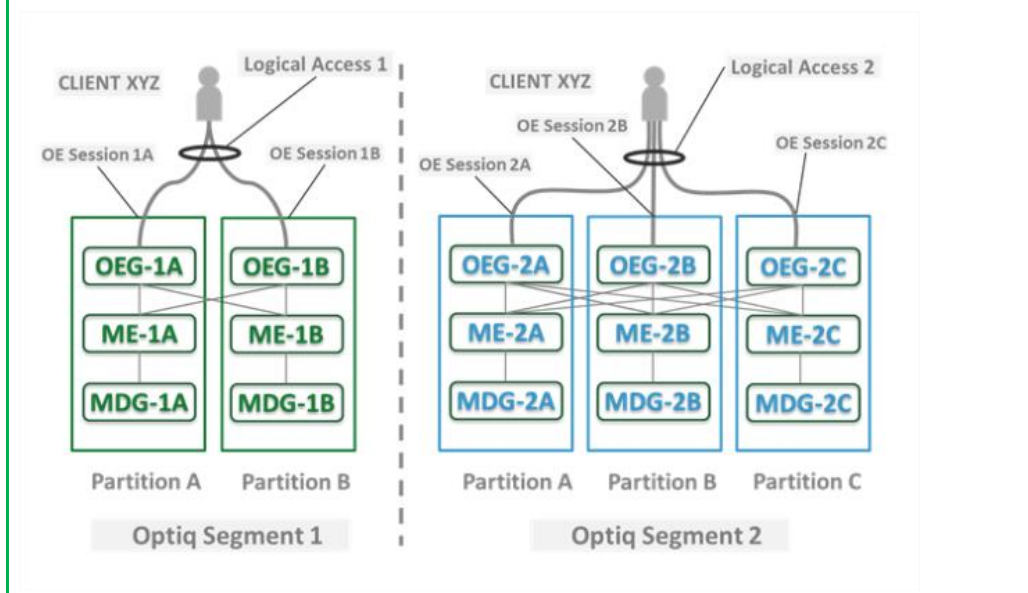 CLIENT XYZ
Logical Access 1
OE Session 1A
OE Session 1B
OEG-1A
OEG-1B
ME-1A
ME-1B
MDG-1A
MDG-1B
Partition A
Partition B
Optiq Segment 1
CLIENT XYZ
Logical Access 2
OE Session 2B
OE Session 2C
OE Session 2A
OEG-2A
OEG-2B
OEG-2C
ME-2A
ME-2B
ME-2C
MDG-2A
MDG-2B
MDG-2C
Partition A
Partition B
Partition C
Optiq Segment 2